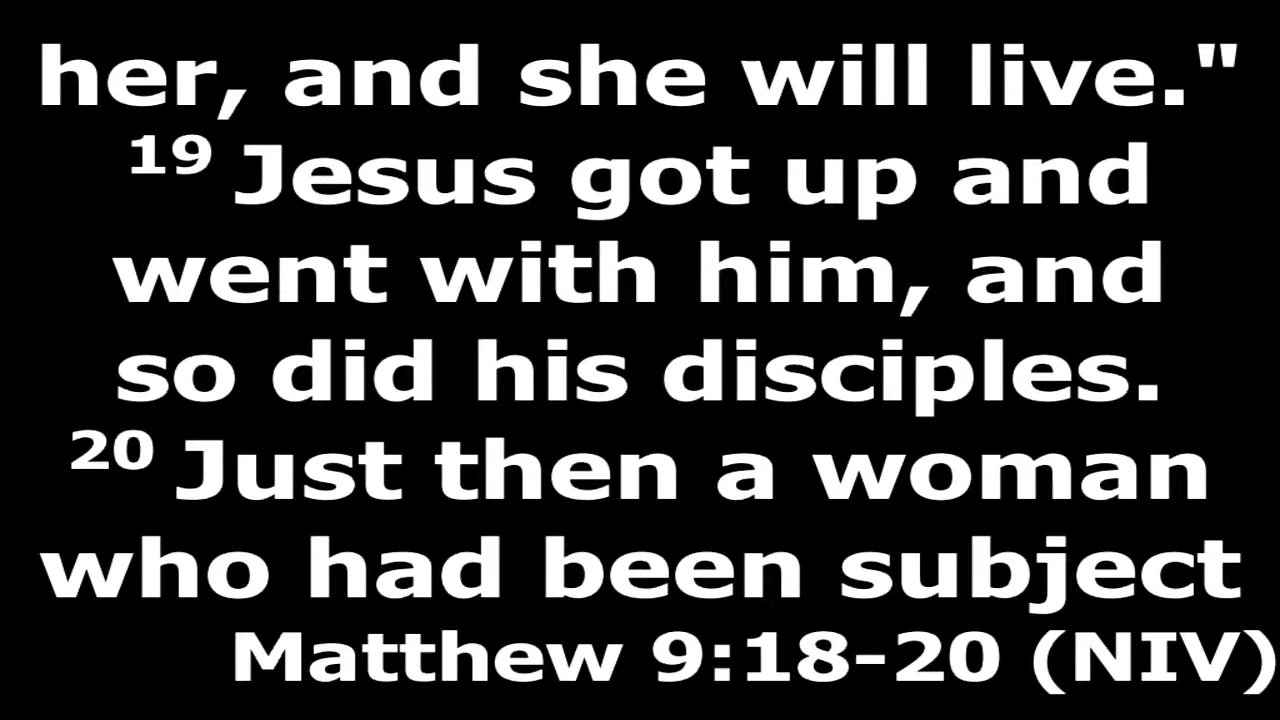 her, and she will live."
19 Jesus got up and
went with him, and
so did his disciples.
20 Just then a woman
who had been subject
Matthew 9:18-20 (NIV)